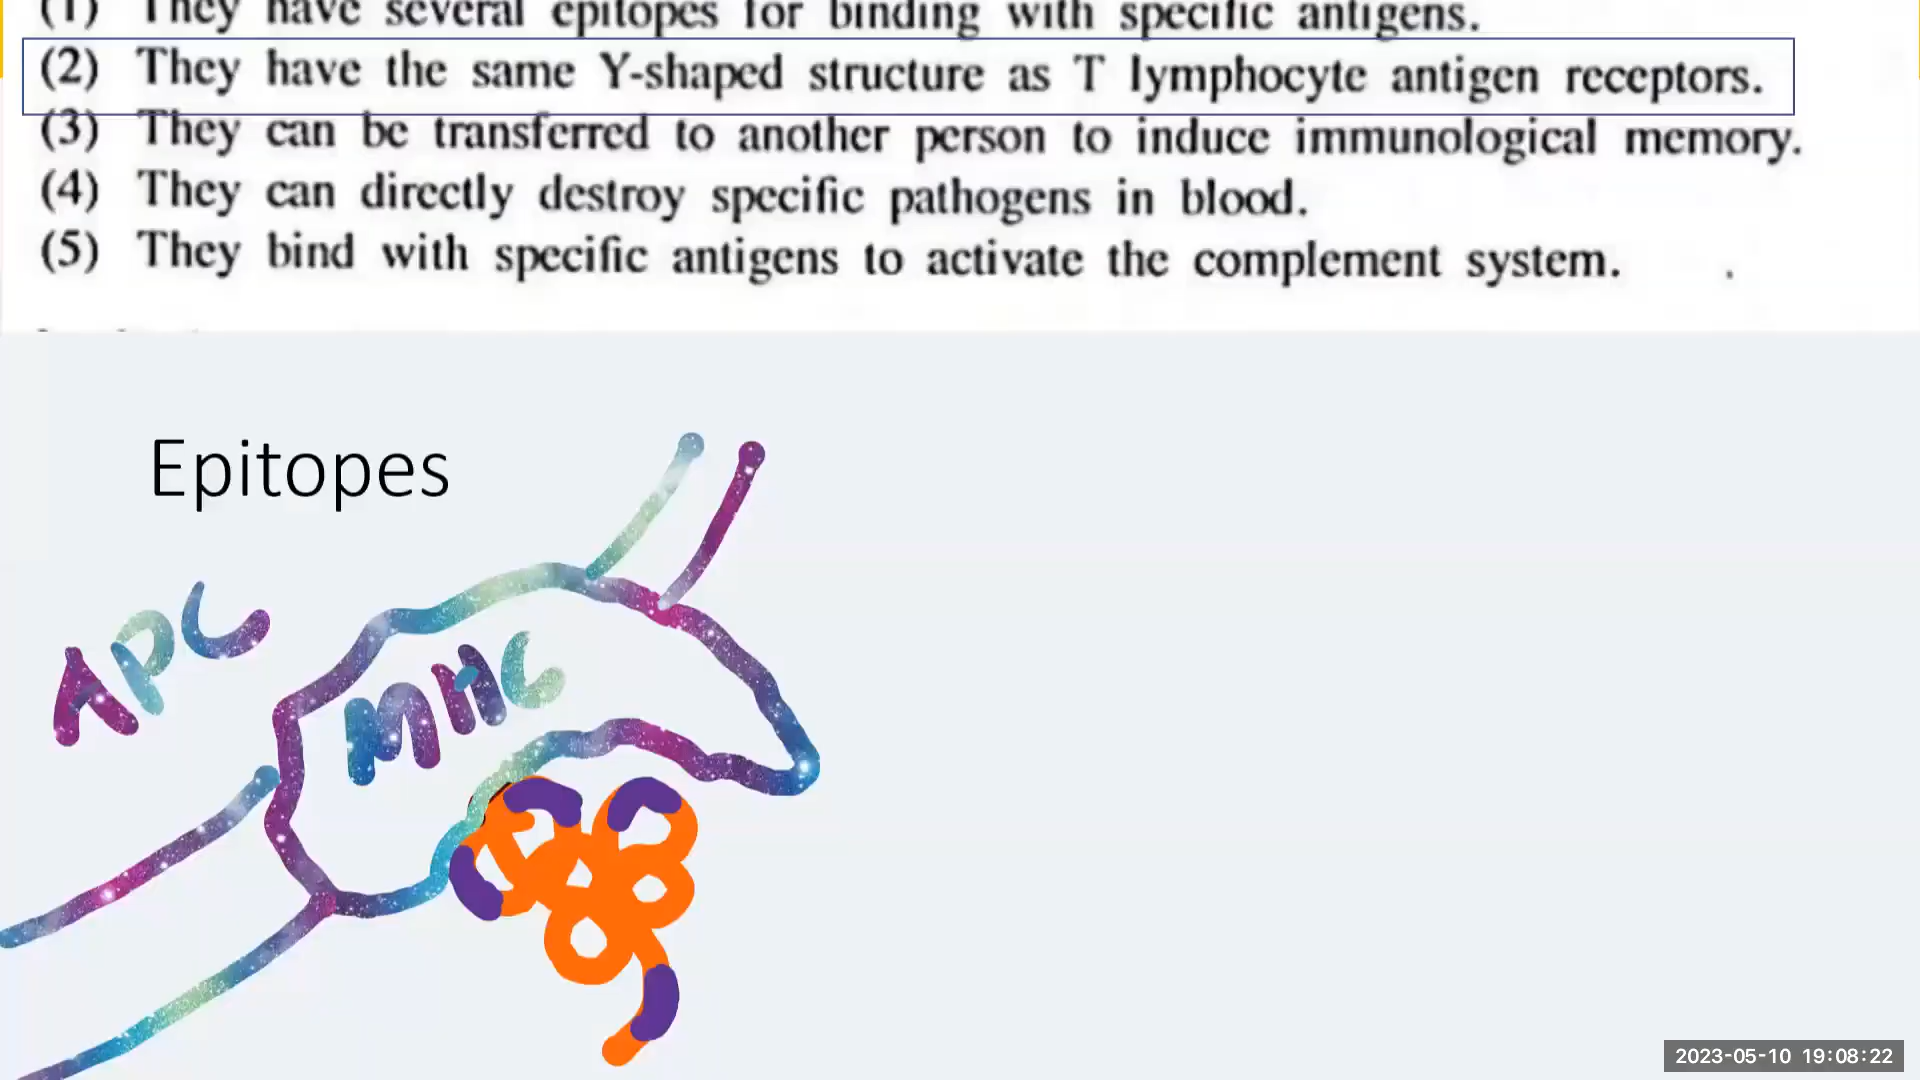 (1) They have several epitopes for binding with specific antigens.
(2) They have the same Y-shaped structure as T lymphocyte antigen receptors.
(3) They can be transferred to another person to induce immunological memory.
(4) They can directly destroy specific pathogens in blood.
(5) They bind with specific antigens to activate the complement system.
Epitopes
APC
MHC
2023-05-10 19:08:22